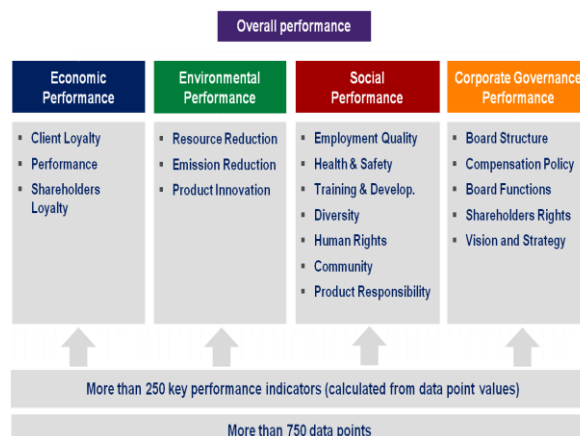 Overall performance
Economic
Performance
Environmental
Performance
Social
Performance
Corporate Governance
Performance
▪ Client Loyalty
▪ Performance
▪ Shareholders
Loyalty
▪ Resource Reduction
▪ Emission Reduction
▪ Product Innovation
▪ Employment Quality
▪ Health & Safety
▪ Training & Develop.
▪ Diversity
▪ Human Rights
▪ Community
▪ Product Responsibility
▪ Board Structure
▪ Compensation Policy
▪ Board Functions
▪ Shareholders Rights
▪ Vision and Strategy
More than 250 key performance indicators (calculated from data point values)
More than 750 data points